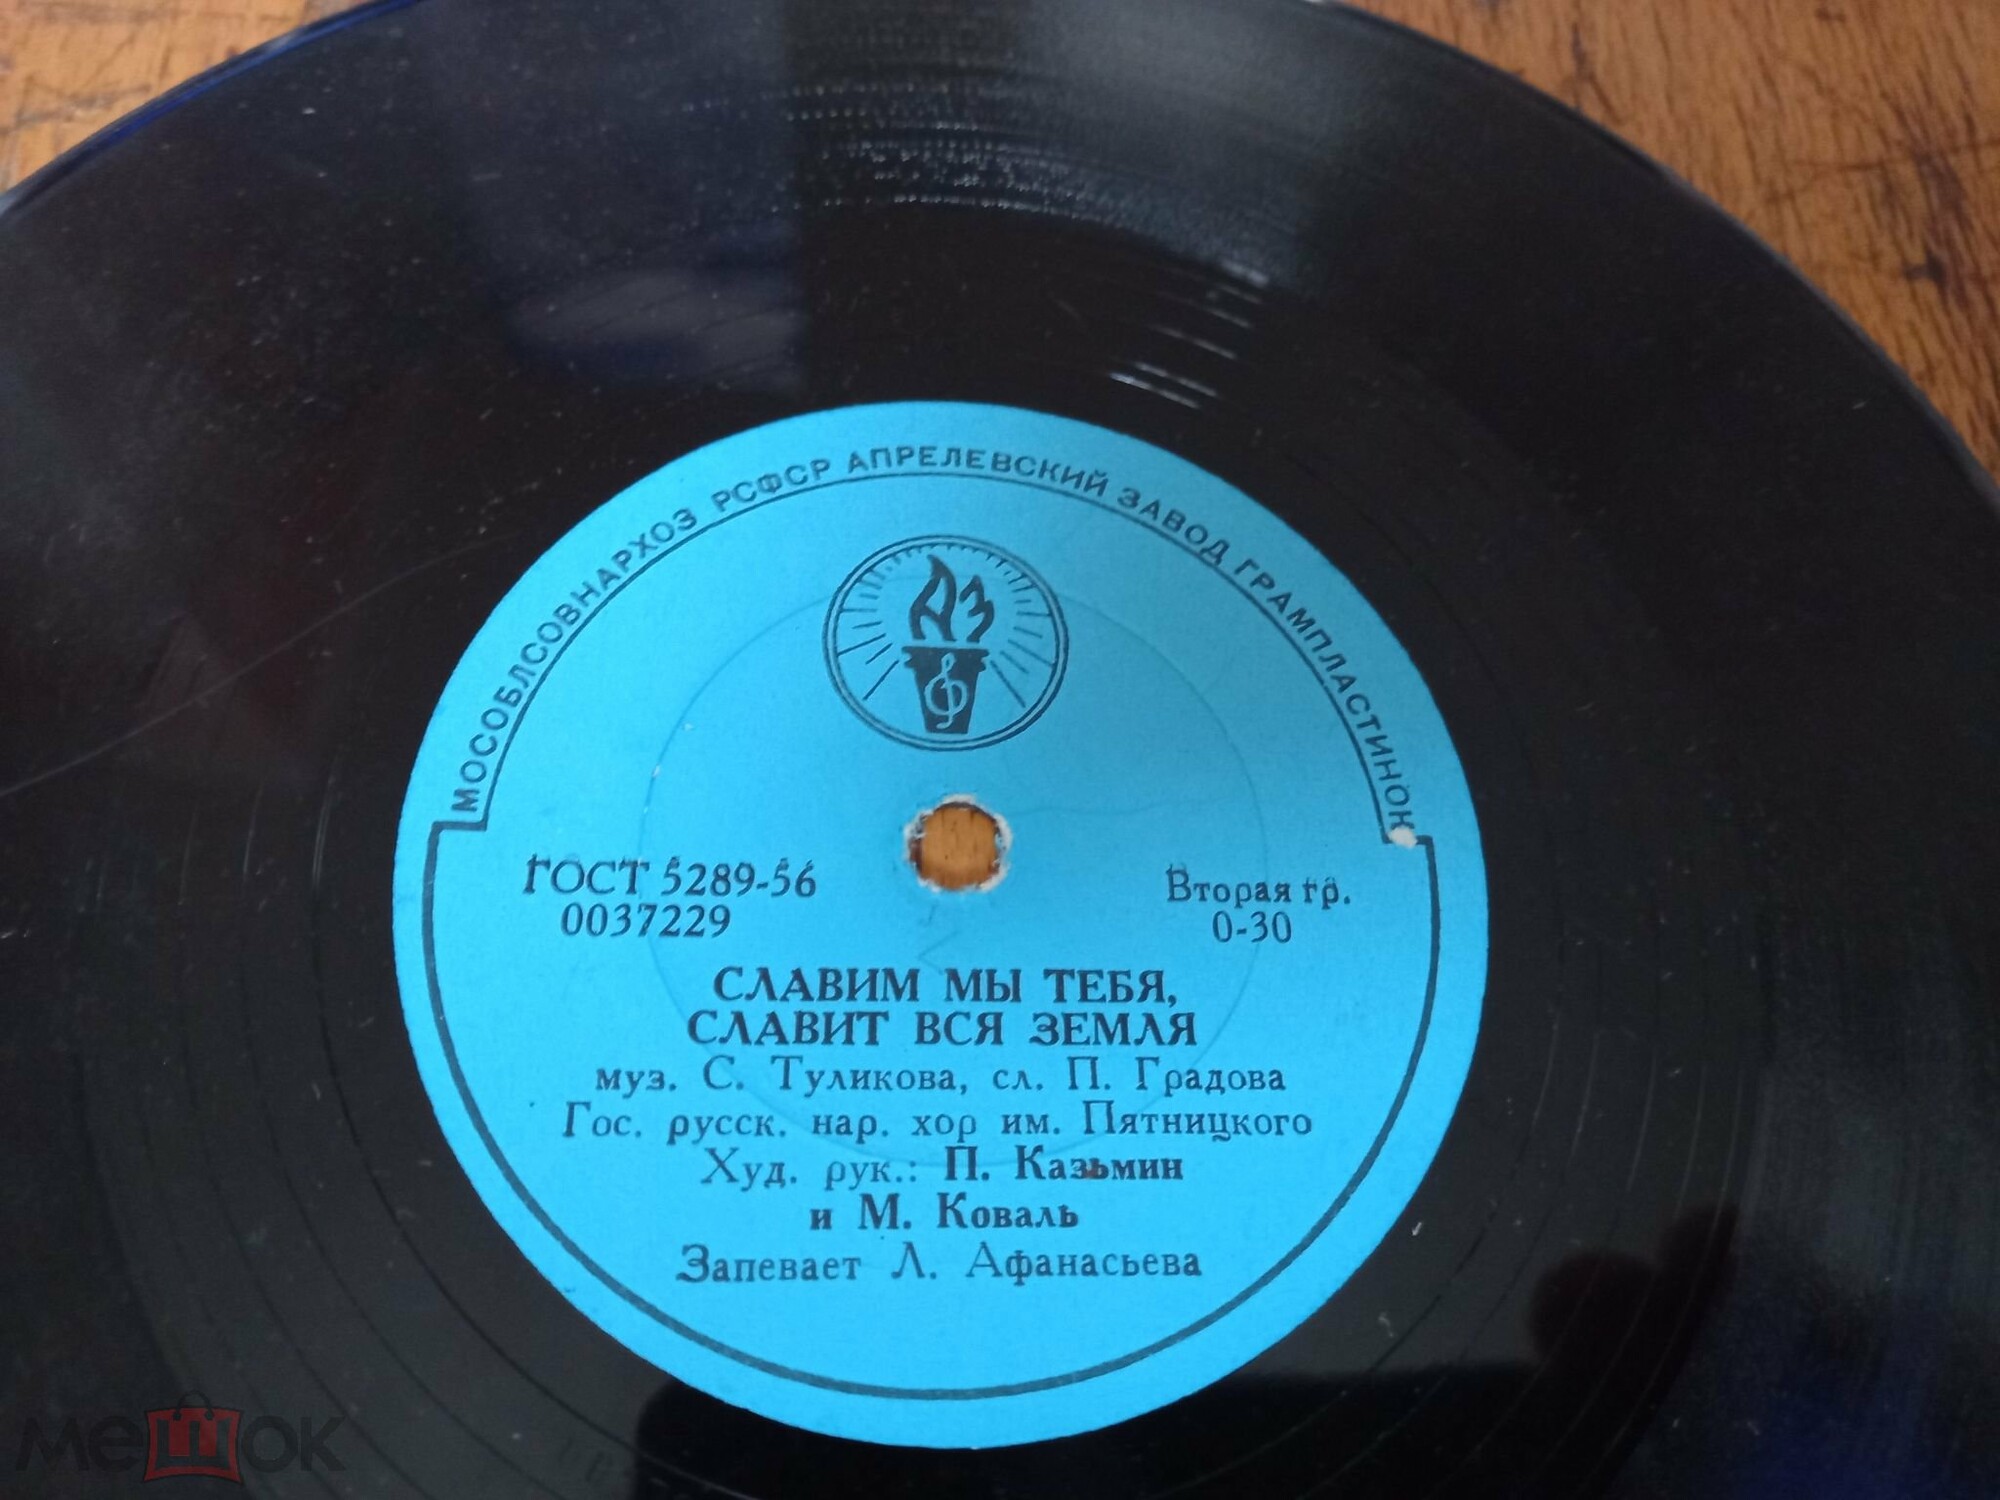 МОСОБЛСОВНАРХОЗ РСФСР АПРЕЛЕВСКИЙ ЗАВОД ГРАМПЛАСТИНОК
АЗ
ГОСТ 5289-56
0037229
Вторая гр.
0-30
СЛАВИМ МЫ ТЕБЯ,
СЛАВИТ ВСЯ ЗЕМЛЯ
муз. С. Туликова, сл. П. Градова
Гос. русск. нар. хор им. Пятницкого
Худ. рук.: П. Казьмин
и М. Коваль
Запевает Л. Афанасьева
мешок